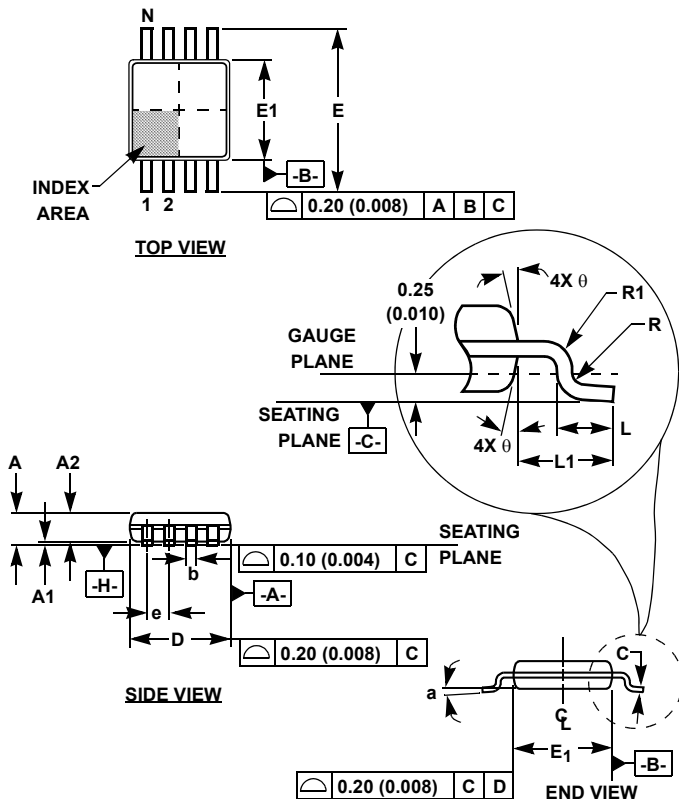 N
E1
E
-B-
INDEX
AREA
1 2
0.20 (0.008) A B C
TOP VIEW
4X θ
R1
0.25
(0.010)
R
GAUGE
PLANE
SEATING
PLANE
-C-
4X θ
L
L1
A
A2
SEATING
PLANE
0.10 (0.004) C
b
-H-
A1
e
-A-
D
0.20 (0.008) C
SIDE VIEW
C
a
CL
E1
-B-
0.20 (0.008) C D
END VIEW